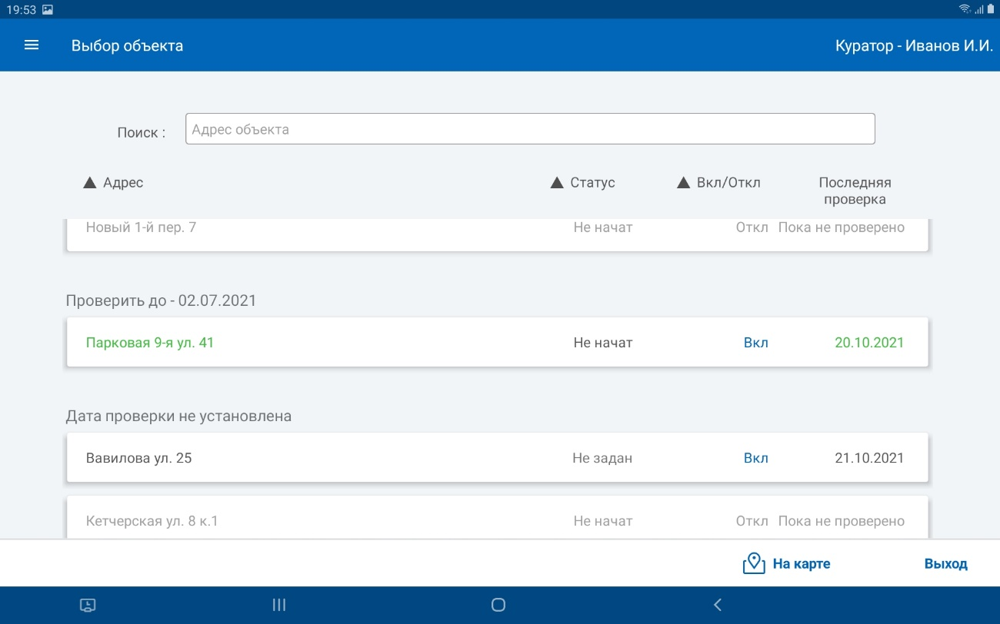 19:53
Выбор объекта
Куратор - Иванов И.И.
Поиск :
Адрес объекта
▲ Адрес ▲ Статус ▲ Вкл/Откл Последняя
проверка
Новый 1-й пер. 7 Не начат Откл Пока не проверено
Проверить до - 02.07.2021
Парковая 9-я ул. 41 Не начат Вкл 20.10.2021
Дата проверки не установлена
Вавилова ул. 25 Не задан Вкл 21.10.2021
Кетчерская ул. 8 к.1 Не начат Откл Пока не проверено
На карте
Выход